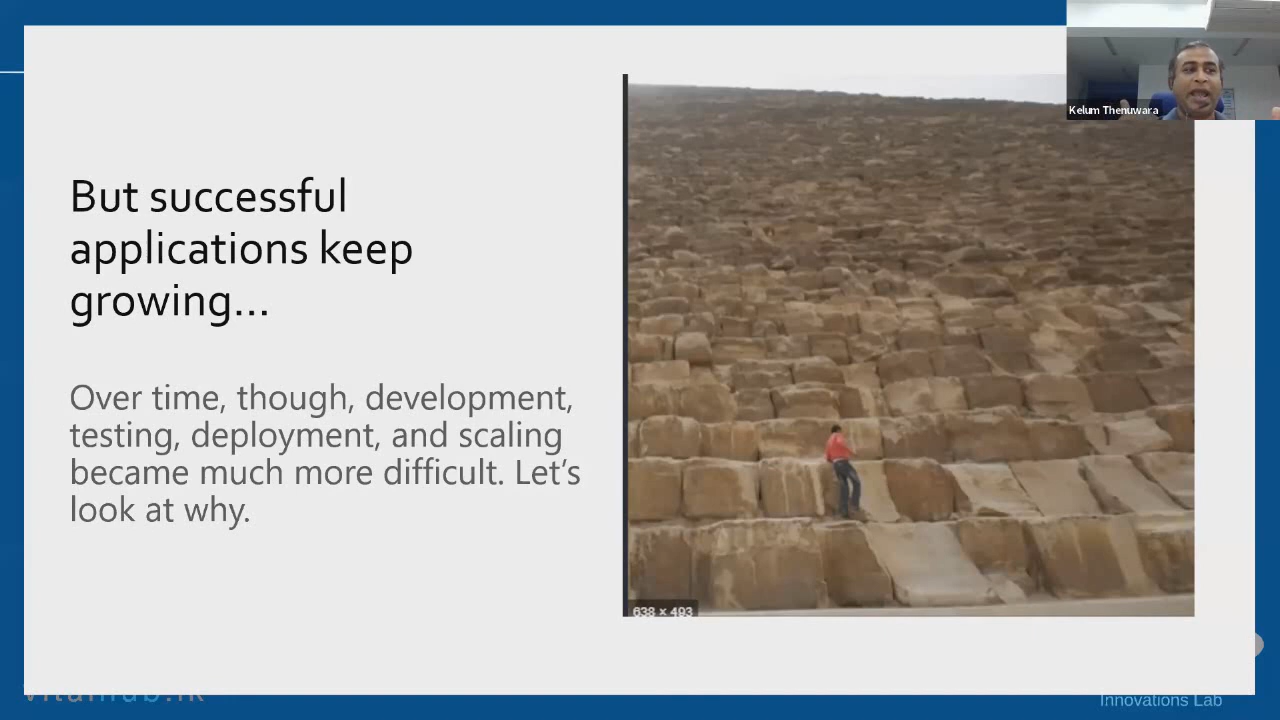 Kelum Thenuwara
But successful
applications keep
growing...
Over time, though, development,
testing, deployment, and scaling
became much more difficult. Let's
look at why.
638 × 493
Innovations Lab